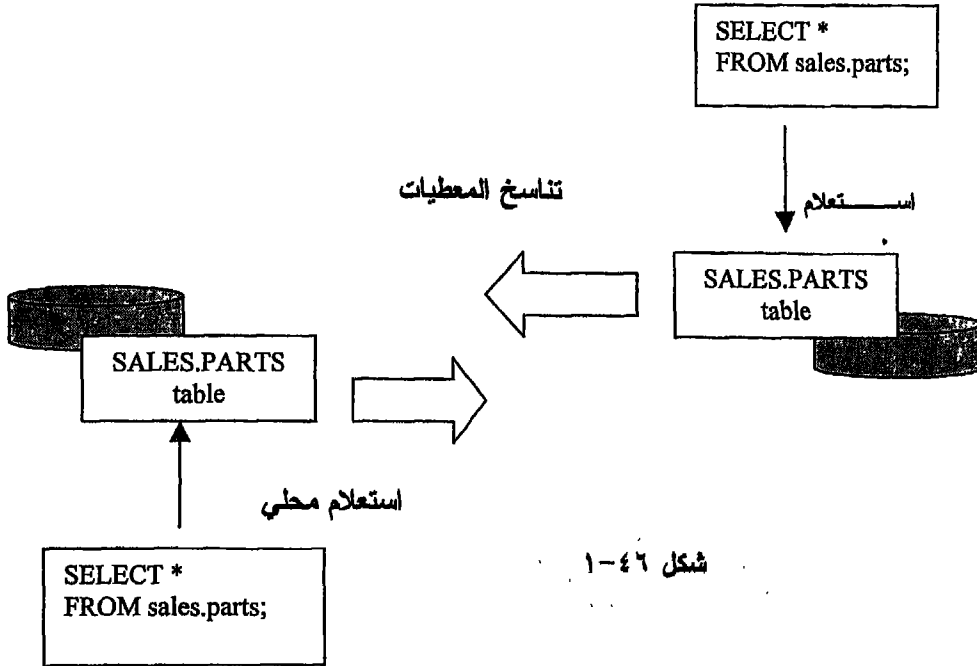 SELECT *
FROM sales.parts;
تناسخ المعطيات
استعلام
SALES.PARTS
table
SALES.PARTS
table
استعلام محلي
شكل ٤٦-١
SELECT *
FROM sales.parts;